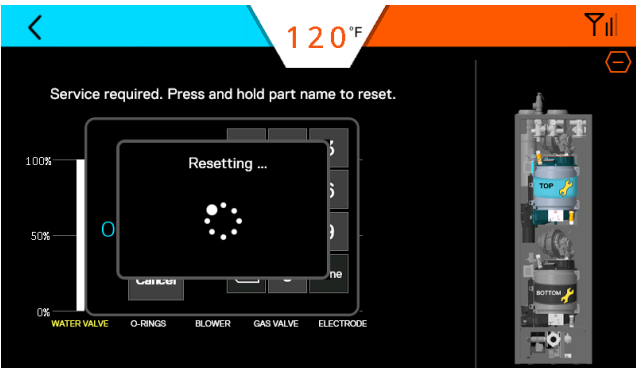 120°F
Service required. Press and hold part name to reset.
Resetting ...
100%
50%
0%
0
Cancel
TOP
BOTTOM
WATER VALVE O-RINGS BLOWER GAS VALVE ELECTRODE